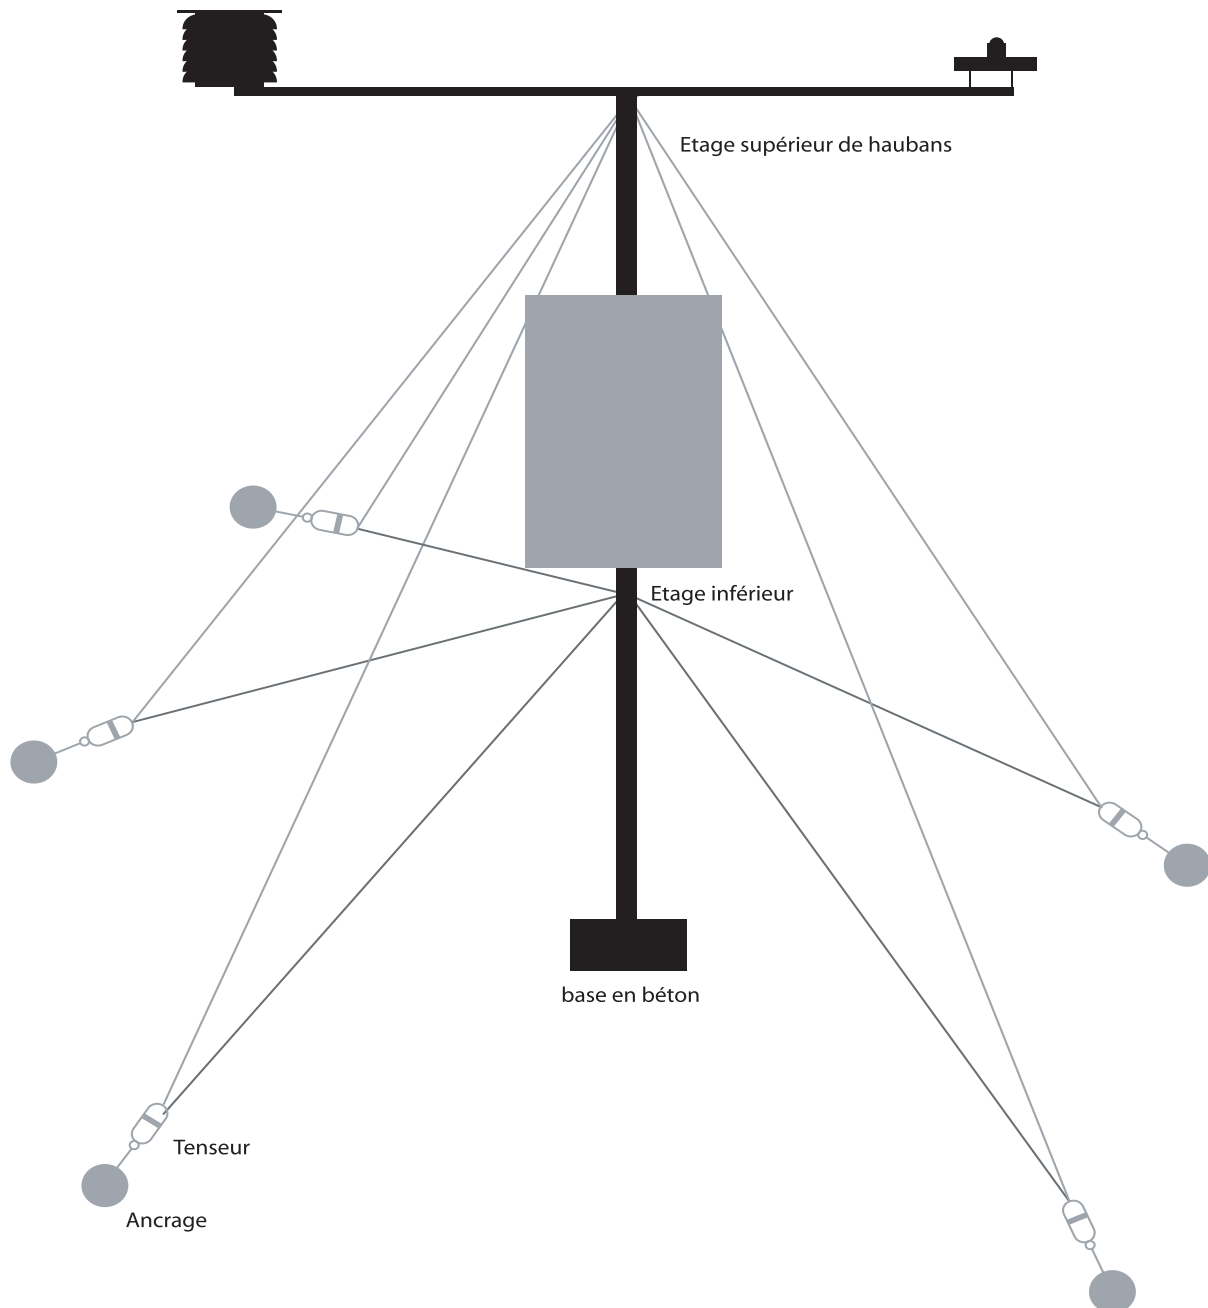 Etage supérieur de haubans
Etage inférieur
base en béton
Tenseur
Ancrage